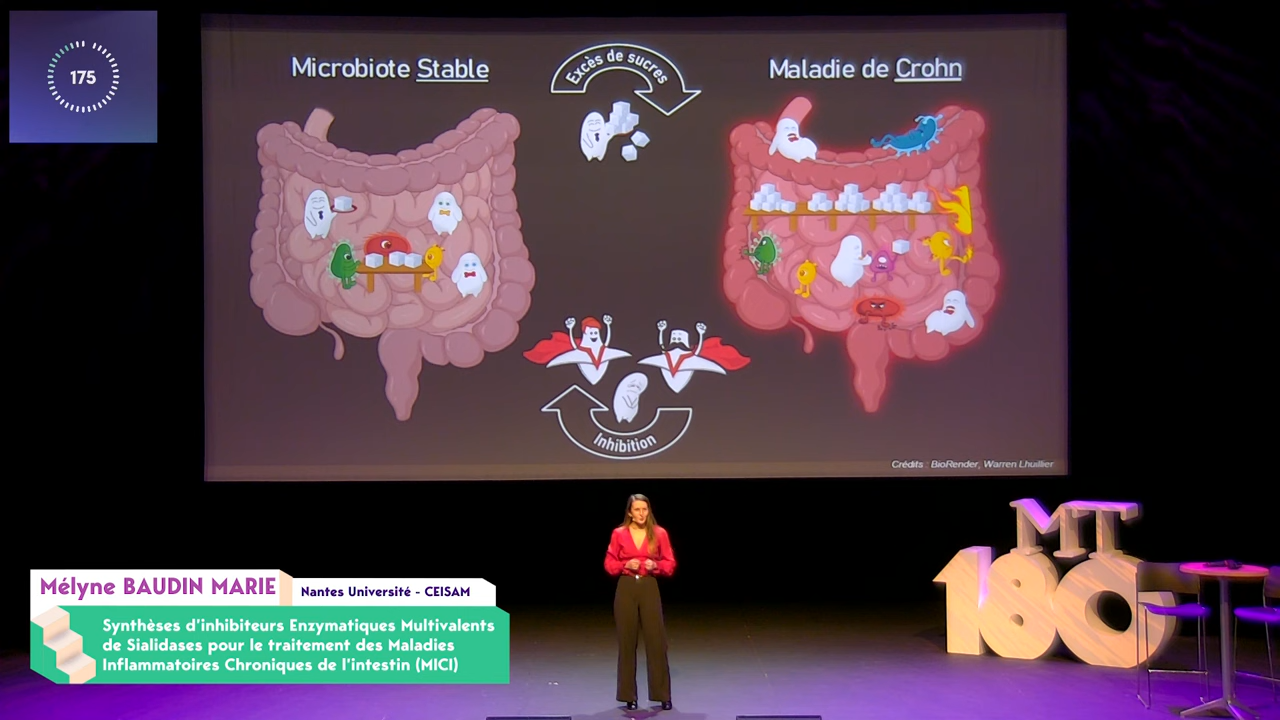 175
Microbiote Stable
Excès de sucres
Maladie de Crohn
Inhibition
Crédits : BioRender, Warren Lhuillier
MT
180
Mélyne BAUDIN MARIE
Nantes Université - CEISAM
Synthèses d'inhibiteurs Enzymatiques Multivalents
de Sialidases pour le traitement des Maladies
Inflammatoires Chroniques de l'intestin (MICI)